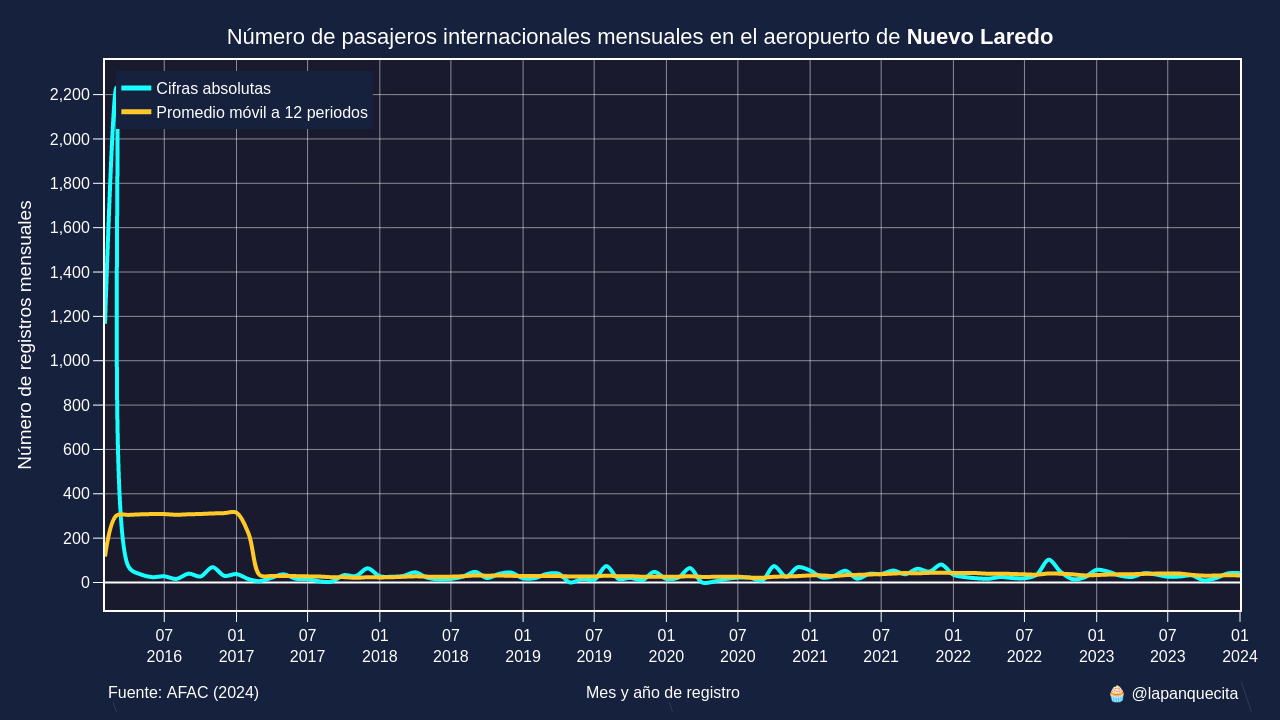 Número de pasajeros internacionales mensuales en el aeropuerto de Nuevo Laredo
Cifras absolutas
Promedio móvil a 12 periodos
Número de registros mensuales
2,200
2,000
1,800
1,600
1,400
1,200
1,000
800
600
400
200
0
07 01 07 01 07 01 07 01 07 01 07 01 07 01 07 01
2016 2017 2017 2018 2018 2019 2019 2020 2020 2021 2021 2022 2022 2023 2023 2024
Fuente: AFAC (2024) Mes y año de registro 🧁 @lapanquecita